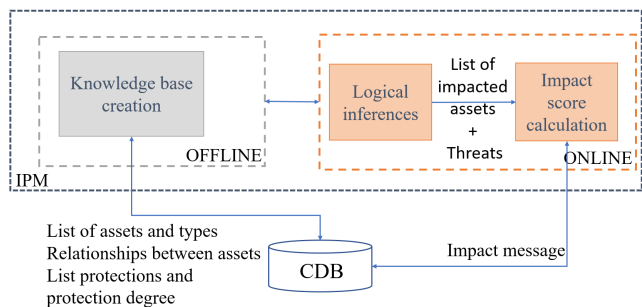 Knowledge base
creation
OFFLINE
Logical
inferences
List of
impacted
assets
+
Threats
Impact
score
calculation
ONLINE
IPM
List of assets and types
Relationships between assets
List protections and
protection degree
CDB
Impact message